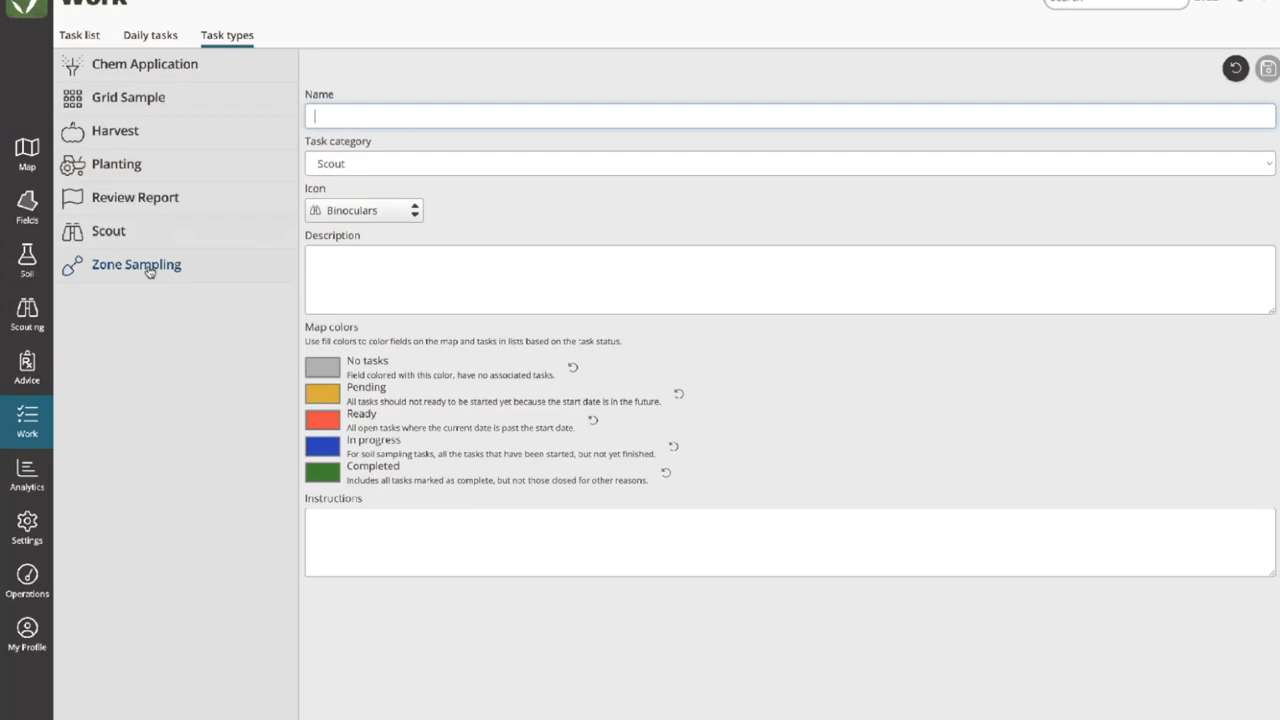 Work
Task list Daily tasks Task types
Map
Fields
Soil
Scouting
Advice
Work
Analytics
Settings
Operations
My Profile
Chem Application
Grid Sample
Harvest
Planting
Review Report
Scout
Zone Sampling
Name
Task category
Scout
Icon
Binoculars
Description
Map colors
Use fill colors to color fields on the map and tasks in lists based on the task status.
No tasks
Field colored with this color, have no associated tasks.
Pending
All tasks should not ready to be started yet because the start date is in the future.
Ready
All open tasks where the current date is past the start date.
In progress
For soil sampling tasks, all the tasks that have been started, but not yet finished.
Completed
Includes all tasks marked as complete, but not those closed for other reasons.
Instructions